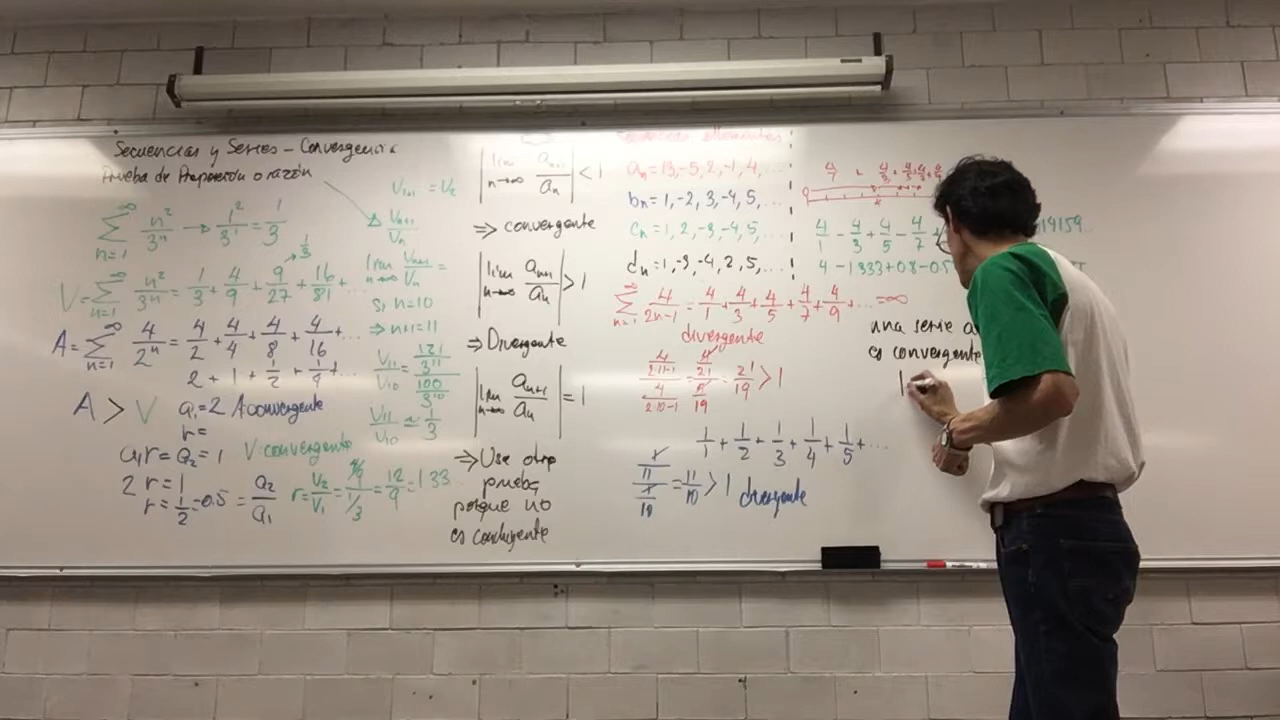 Secuencias y Series - Convergencia
Prueba de Proporción o razón
∑ n=1 ∞ n²/3ⁿ → 1²/3¹ = 1/3
V = ∑ n=1 ∞ n²/3ⁿ = 1/3 + 4/9 + 9/27 + 16/81 + ...
→ 1/3
A = ∑ n=1 ∞ 4/2ⁿ = 4/2 + 4/4 + 4/8 + 4/16 + ...
2 + 1 + 1/2 + 1/4 + ...
A > V
a₁ = 2 A convergente
r =
a₁r = a₂ = 1
V convergente
2 r = 1
r = 1/2 = 0.5 = a₂/a₁
r = V₂/V₁ = 4/9 / 1/3 = 12/9 = 1.33
Vn+1/Vn
lim n→∞ Vn+1/Vn =
si n=10
⇒ n+1=11
V11/V10 = 121/3¹¹ / 100/3¹⁰
V11/V10 ≈ 1/3
| lim n→∞ an+1/an | < 1
⇒ convergente
| lim n→∞ an+1/an | > 1
⇒ Divergente
| lim n→∞ an+1/an | = 1
⇒ Use otra
prueba
porque no
es concluyente
an = 13, -5, 2, -1, 4, ...
bn = 1, -2, 3, -4, 5, ...
cn = 1, 2, -3, -4, 5, ...
dn = 1, -3, -4, 2, 5, ...
∑ n=1 ∞ 4/2n-1 = 4/1 + 4/3 + 4/5 + 4/7 + 4/9 + ... = ∞
divergente
4/2·11-1 / 4/2·10-1 = 4/21 / 4/19 = 21/19 > 1
1/1 + 1/2 + 1/3 + 1/4 + 1/5 + ...
1/11 / 1/10 = 11/10 > 1 divergente
4/1 - 4/3 + 4/5 - 4/7 +
14159...
4 - 1.333 + 0.8 - 0.5
una serie a
es convergente